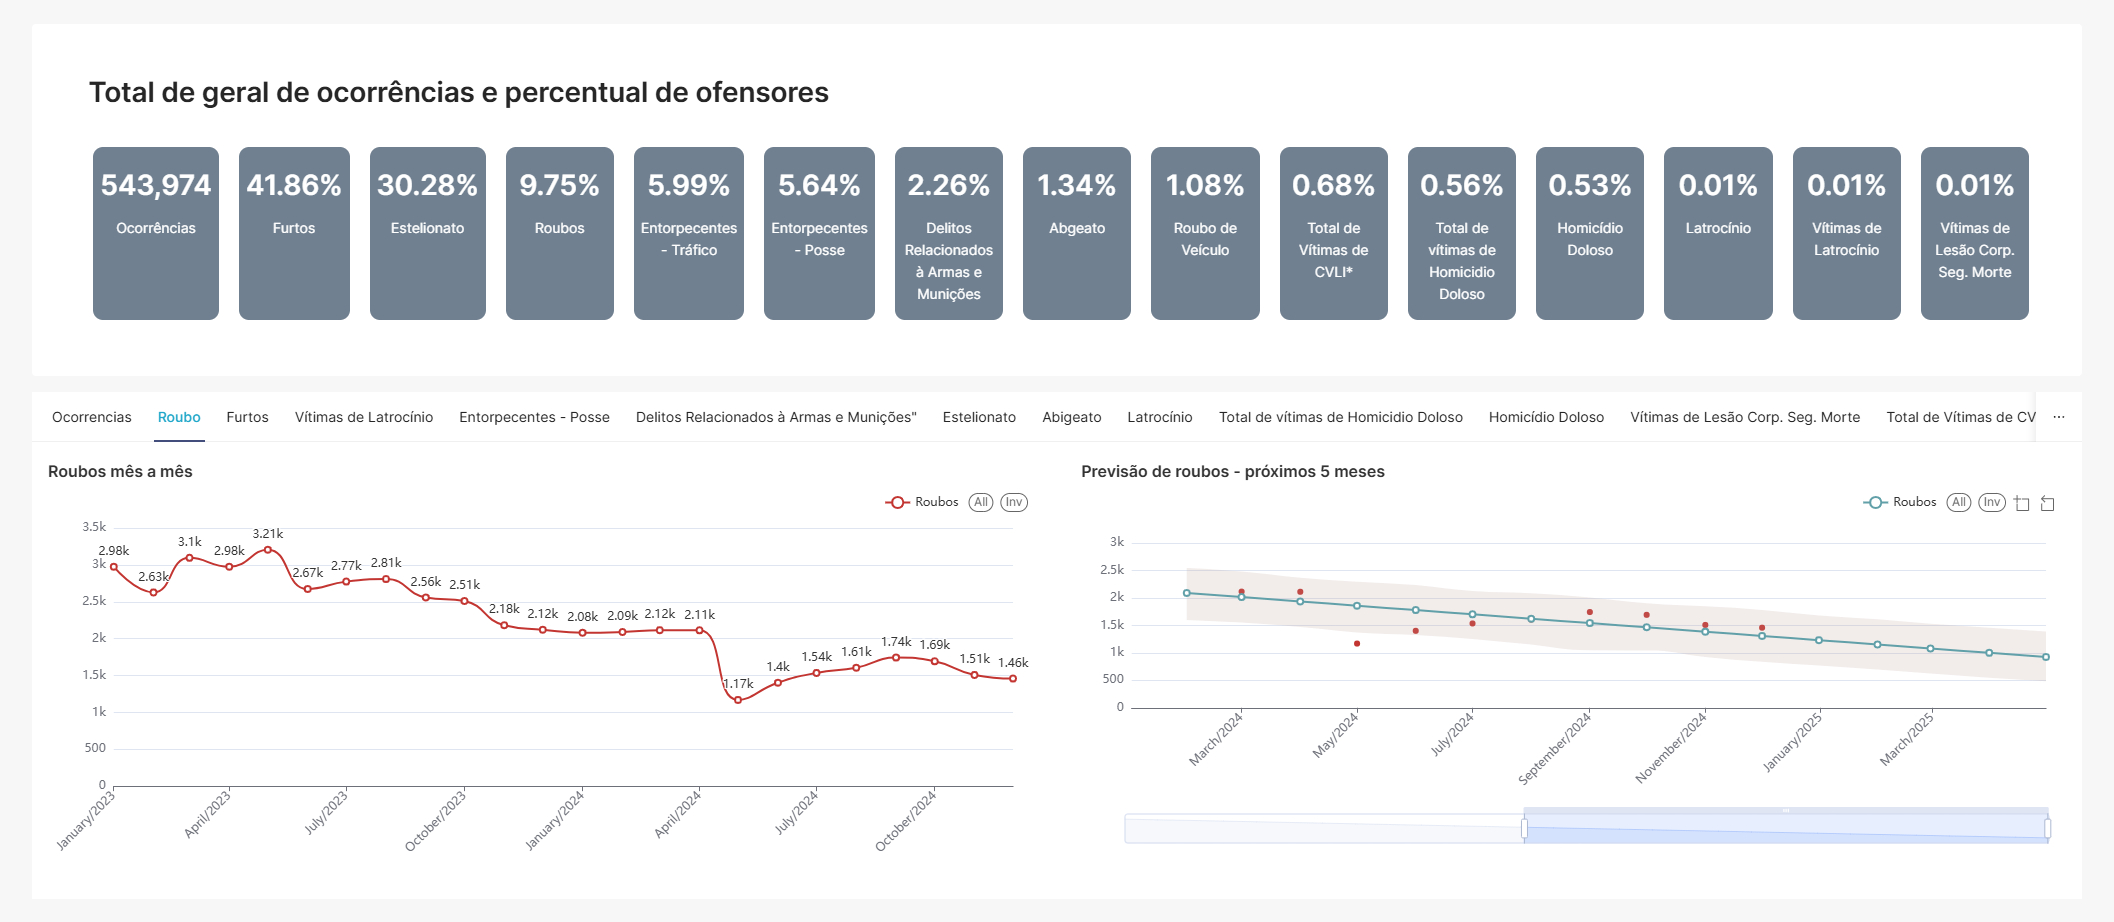 Total de geral de ocorrências e percentual de ofensores
543,974
Ocorrências
41.86%
Furtos
30.28%
Estelionato
9.75%
Roubos
5.99%
Entorpecentes
- Tráfico
5.64%
Entorpecentes
- Posse
2.26%
Delitos
Relacionados
à Armas e
Munições
1.34%
Abgeato
1.08%
Roubo de
Veículo
0.68%
Total de
Vítimas de
CVLI*
0.56%
Total de
vítimas de
Homicidio
Doloso
0.53%
Homicídio
Doloso
0.01%
Latrocínio
0.01%
Vítimas de
Latrocínio
0.01%
Vítimas de
Lesão Corp.
Seg. Morte
Ocorrencias Roubo Furtos Vítimas de Latrocínio Entorpecentes - Posse Delitos Relacionados à Armas e Munições" Estelionato Abigeato Latrocínio Total de vítimas de Homicidio Doloso Homicídio Doloso Vítimas de Lesão Corp. Seg. Morte Total de Vítimas de CV ...
Roubos mês a mês
Roubos All Inv
3.5k
3k
2.5k
2k
1.5k
1k
500
0
2.98k
2.63k
3.1k
2.98k
3.21k
2.67k
2.77k
2.81k
2.56k
2.51k
2.18k
2.12k
2.08k
2.09k
2.12k
2.11k
1.17k
1.4k
1.54k
1.61k
1.74k
1.69k
1.51k
1.46k
January/2023
April/2023
July/2023
October/2023
January/2024
April/2024
July/2024
October/2024
Previsão de roubos - próximos 5 meses
Roubos All Inv
3k
2.5k
2k
1.5k
1k
500
0
March/2024
May/2024
July/2024
September/2024
November/2024
January/2025
March/2025